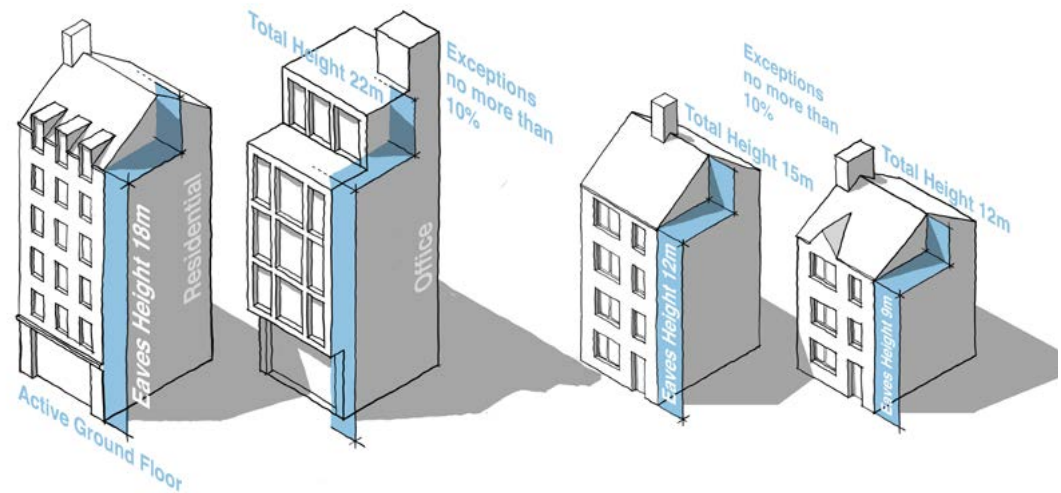 Total Height 22m
Exceptions
no more than
10%
Eaves Height 18m
Residential
Office
Active Ground Floor
Exceptions
no more than
10%
Total Height 15m
Total Height 12m
Eaves Height 12m
Eaves Height 9m